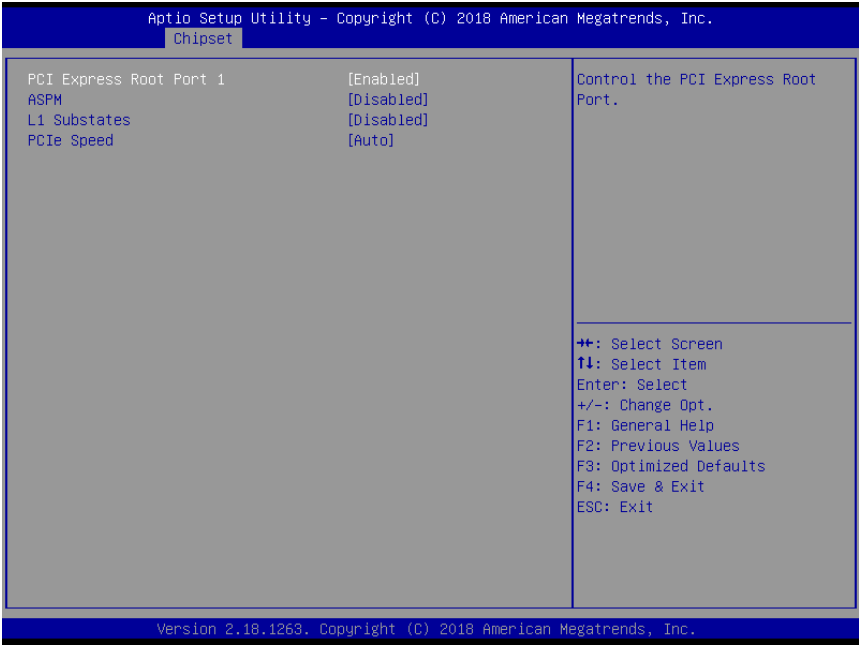 Aptio Setup Utility – Copyright (C) 2018 American Megatrends, Inc.
Chipset
PCI Express Root Port 1 [Enabled]
ASPM [Disabled]
L1 Substates [Disabled]
PCIe Speed [Auto]
Control the PCI Express Root
Port.
→←: Select Screen
↑↓: Select Item
Enter: Select
+/-: Change Opt.
F1: General Help
F2: Previous Values
F3: Optimized Defaults
F4: Save & Exit
ESC: Exit
Version 2.18.1263. Copyright (C) 2018 American Megatrends, Inc.